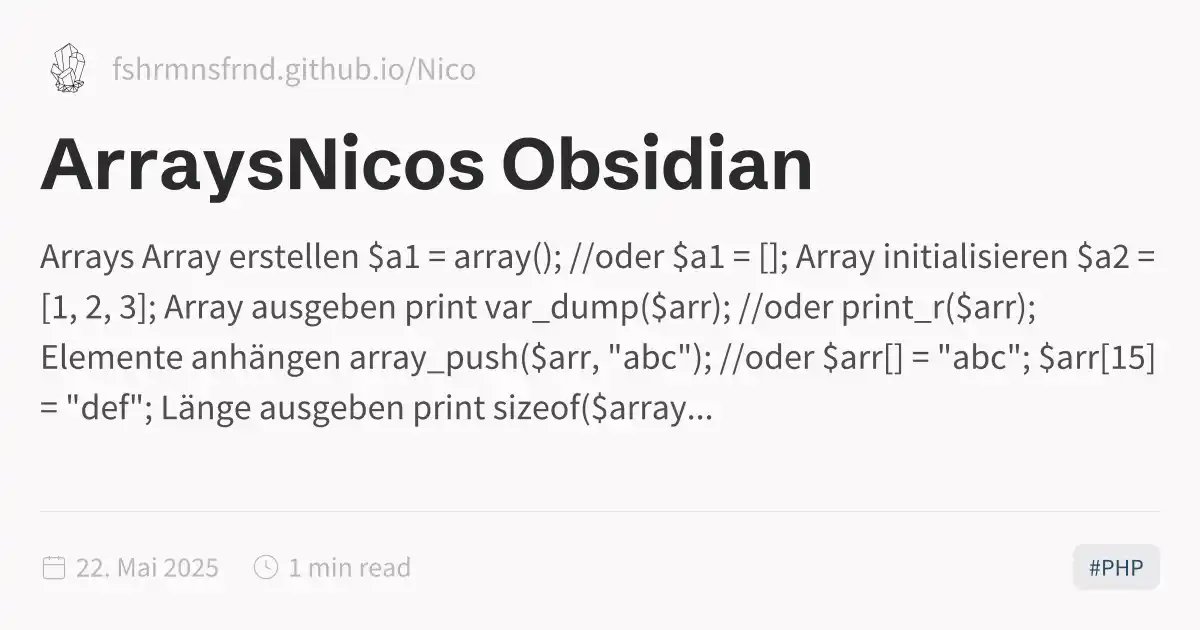 fshrmnsfrnd.github.io/Nico
ArraysNicos Obsidian
Arrays Array erstellen $a1 = array(); //oder $a1 = []; Array initialisieren $a2 =
[1, 2, 3]; Array ausgeben print var_dump($arr); //oder print_r($arr);
Elemente anhängen array_push($arr, "abc"); //oder $arr[] = "abc"; $arr[15]
= "def"; Länge ausgeben print sizeof($array...
22. Mai 2025 1 min read #PHP